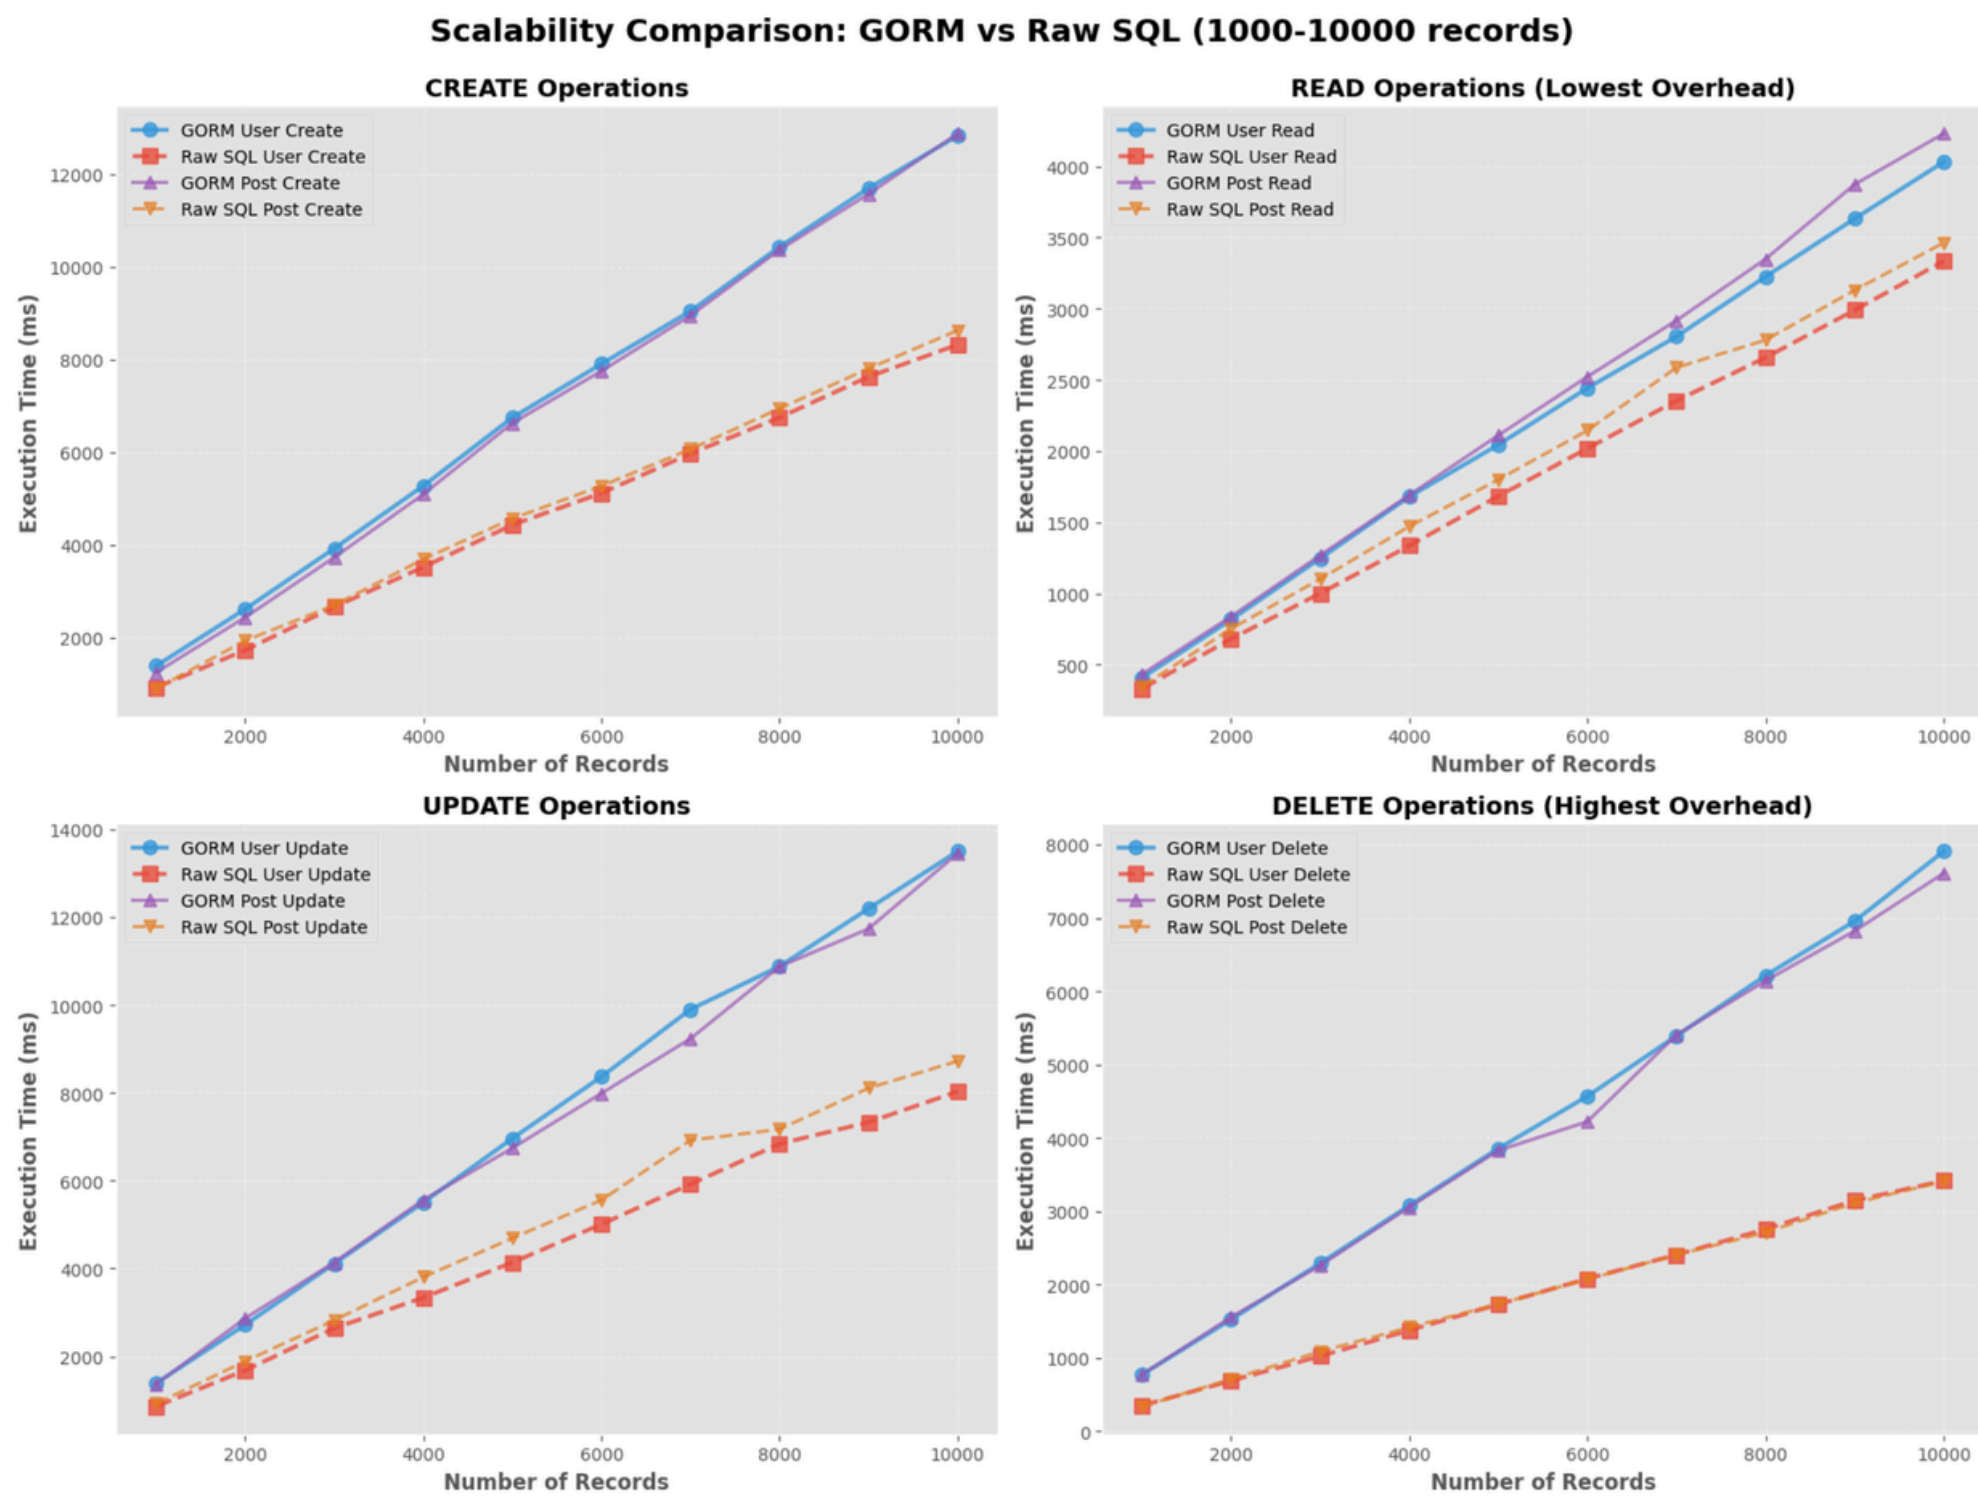 Scalability Comparison: GORM vs Raw SQL (1000-10000 records)
CREATE Operations
GORM User Create
Raw SQL User Create
GORM Post Create
Raw SQL Post Create
12000
10000
8000
6000
4000
2000
Execution Time (ms)
2000
4000
6000
8000
10000
Number of Records
READ Operations (Lowest Overhead)
GORM User Read
Raw SQL User Read
GORM Post Read
Raw SQL Post Read
4000
3500
3000
2500
2000
1500
1000
500
Execution Time (ms)
2000
4000
6000
8000
10000
Number of Records
UPDATE Operations
GORM User Update
Raw SQL User Update
GORM Post Update
Raw SQL Post Update
14000
12000
10000
8000
6000
4000
2000
Execution Time (ms)
2000
4000
6000
8000
10000
Number of Records
DELETE Operations (Highest Overhead)
GORM User Delete
Raw SQL User Delete
GORM Post Delete
Raw SQL Post Delete
8000
7000
6000
5000
4000
3000
2000
1000
0
Execution Time (ms)
2000
4000
6000
8000
10000
Number of Records